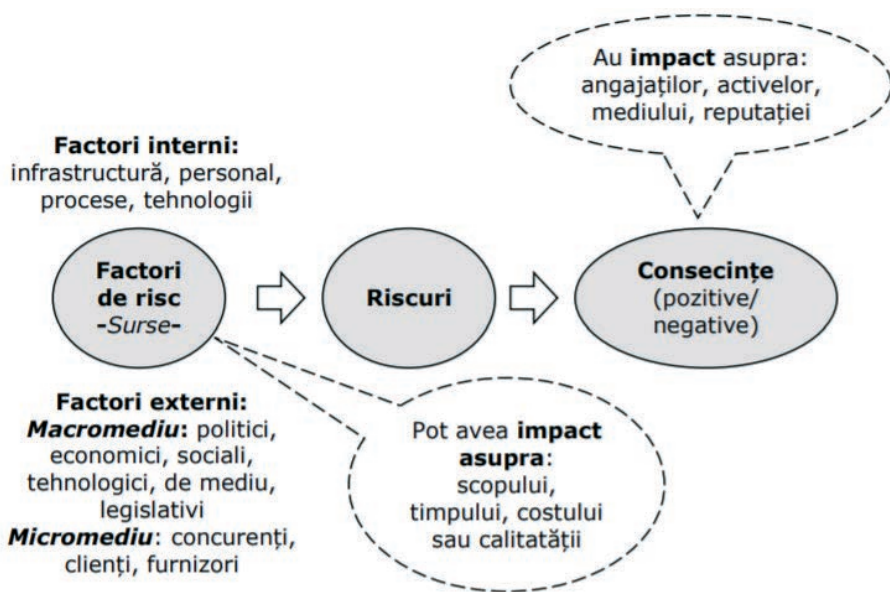 Au impact asupra:
angajaților, activelor,
mediului, reputației
Factori interni:
infrastructură, personal,
procese, tehnologii
Factori
de risc
-Surse-
Riscuri
Consecințe
(pozitive/
negative)
Factori externi:
Macromediu: politici,
economici, sociali,
tehnologici, de mediu,
legislativi
Micromediu: concurenți,
clienți, furnizori
Pot avea impact
asupra:
scopului,
timpului, costului
sau calitatății